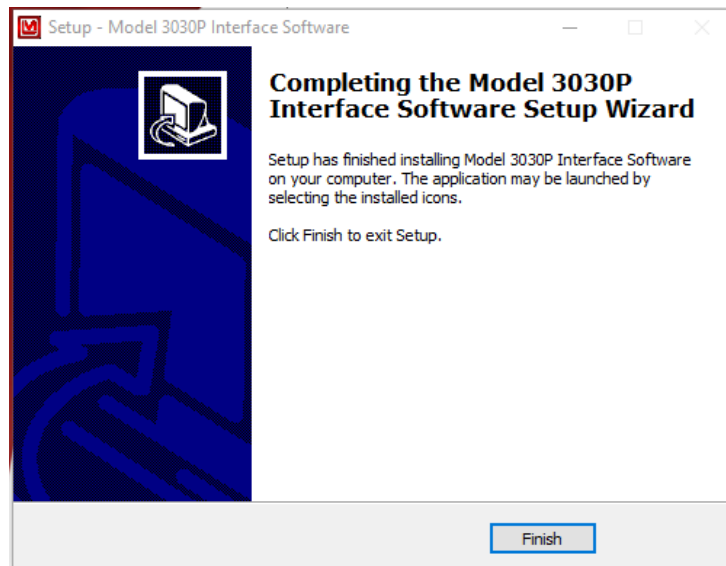 Setup - Model 3030P Interface Software
Completing the Model 3030P
Interface Software Setup Wizard
Setup has finished installing Model 3030P Interface Software
on your computer. The application may be launched by
selecting the installed icons.
Click Finish to exit Setup.
Finish